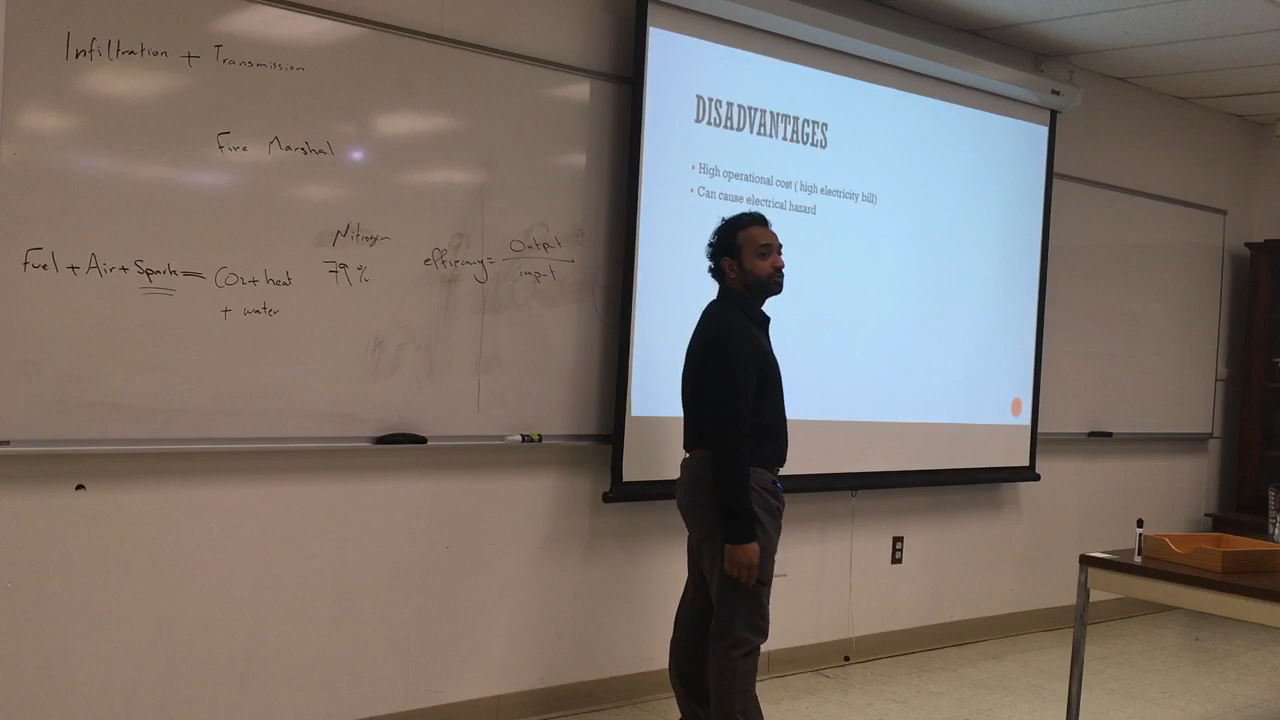 Infiltration + Transmission
Fire Marshal
Nitrogen
79%
Fuel + Air + Spark = CO2 + heat
+ water
efficiency = Output
input
DISADVANTAGES
• High operational cost ( high electricity bill)
• Can cause electrical hazard